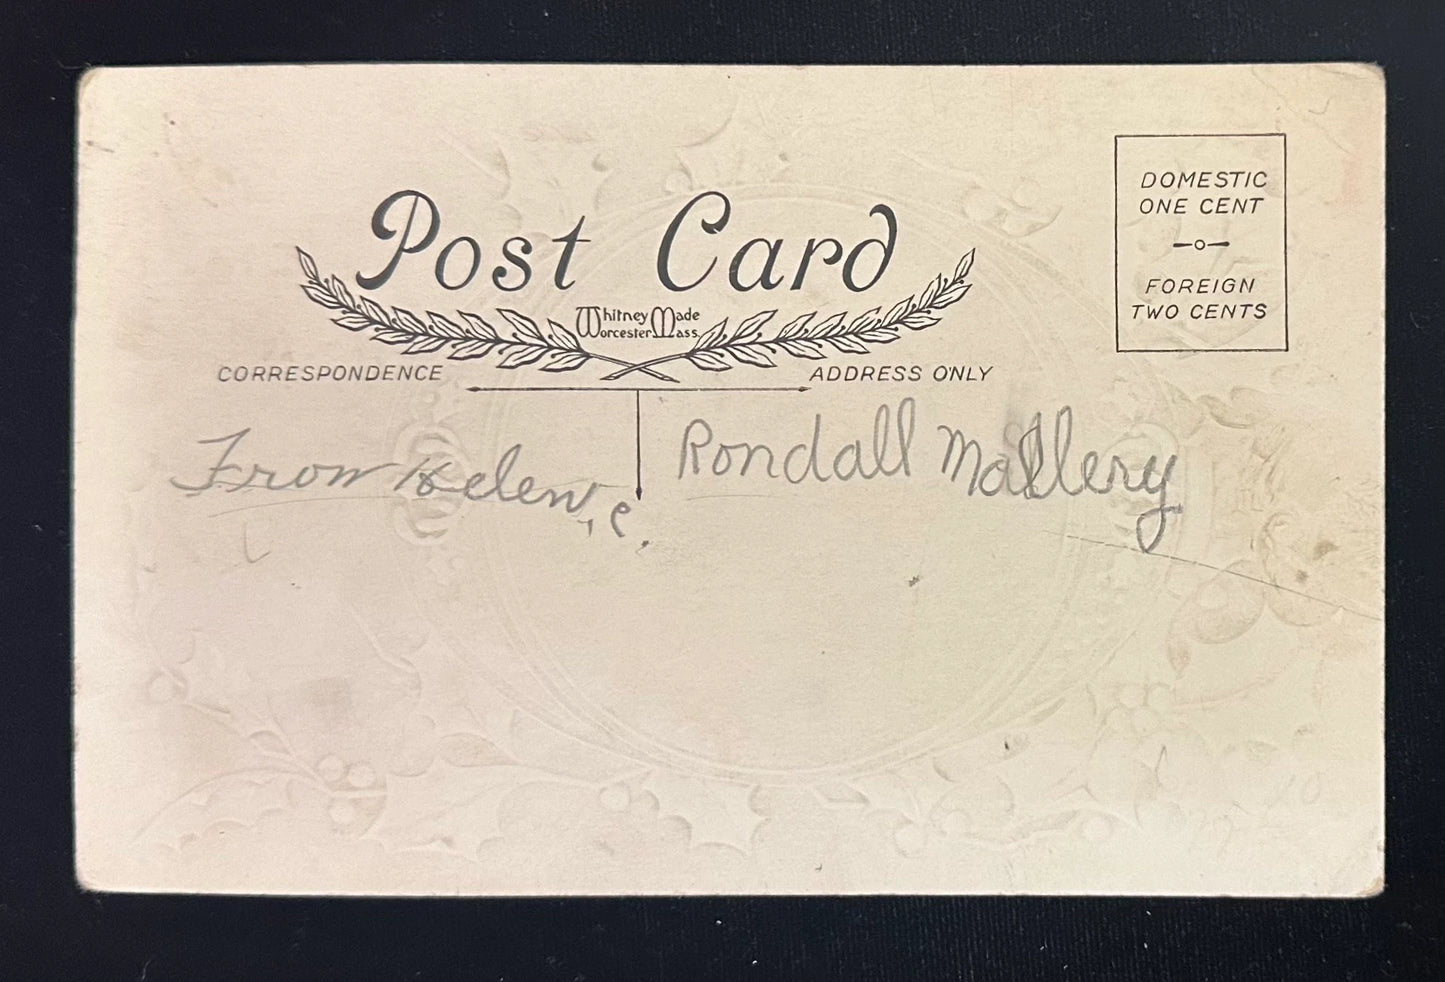 Post Card
Whitney Made
Worcester Mass.
DOMESTIC
ONE CENT
FOREIGN
TWO CENTS
CORRESPONDENCE
ADDRESS ONLY
From Helen, C.
Rondall Mallery